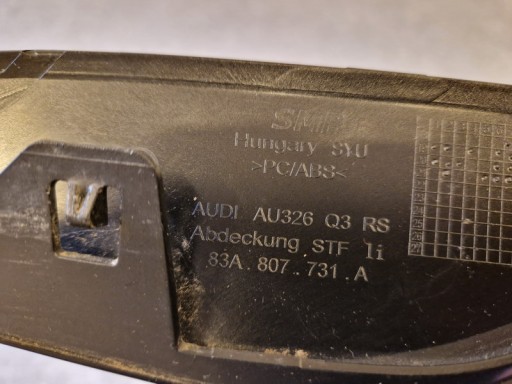 Hungary SYU
>PC/ABS<
AUDI AU326 Q3 RS
Abdeckung STF li
83A.807.731.A